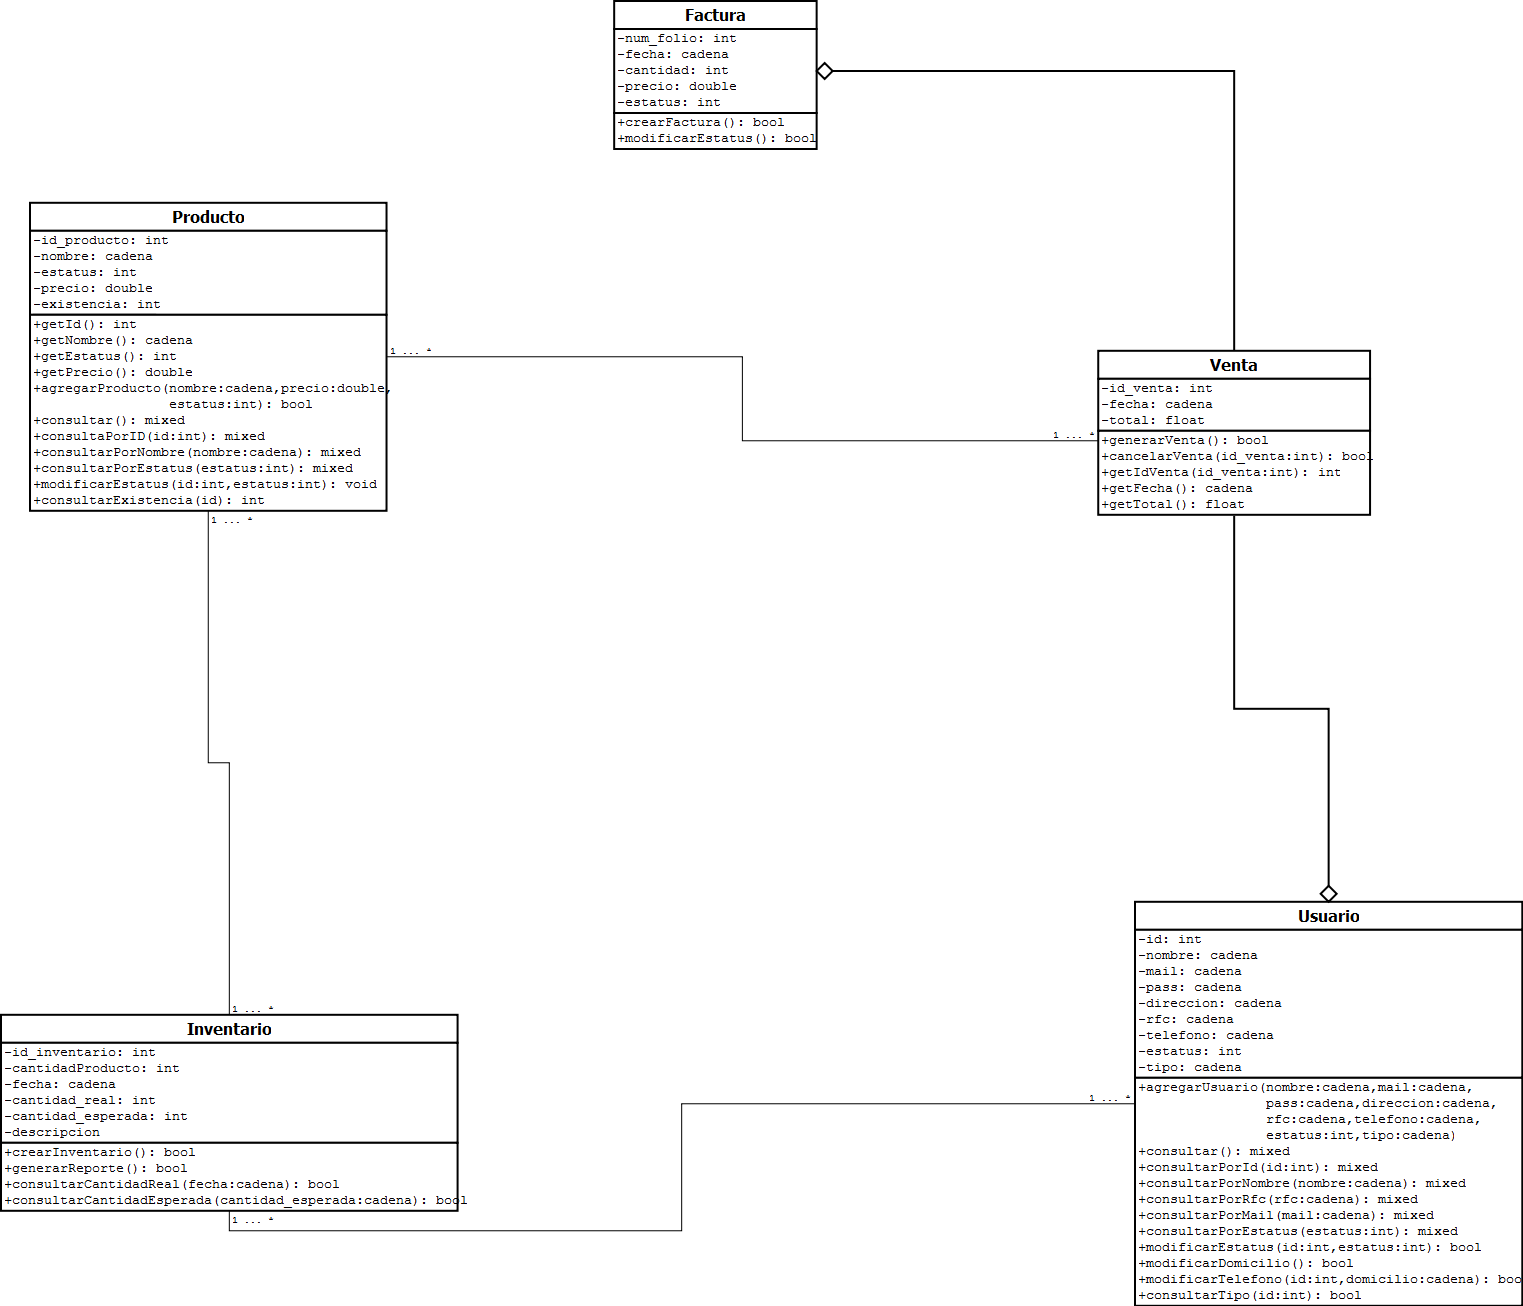 Factura
-num_folio: int
-fecha: cadena
-cantidad: int
-precio: double
-estatus: int
+crearFactura(): bool
+modificarEstatus(): bool
Producto
-id_producto: int
-nombre: cadena
-estatus: int
-precio: double
-existencia: int
+getId(): int
+getNombre(): cadena
+getEstatus(): int
+getPrecio(): double
+agregarProducto(nombre:cadena,precio:double,
estatus:int): bool
+consultar(): mixed
+consultaPorID(id:int): mixed
+consultarPorNombre(nombre:cadena): mixed
+consultarPorEstatus(estatus:int): mixed
+modificarEstatus(id:int,estatus:int): void
+consultarExistencia(id): int
1 ... *
1 ... *
1 ... *
Venta
-id_venta: int
-fecha: cadena
-total: float
+generarVenta(): bool
+cancelarVenta(id_venta:int): bool
+getIdVenta(id_venta:int): int
+getFecha(): cadena
+getTotal(): float
1 ... *
Inventario
-id_inventario: int
-cantidadProducto: int
-fecha: cadena
-cantidad_real: int
-cantidad_esperada: int
-descripcion
+crearInventario(): bool
+generarReporte(): bool
+consultarCantidadReal(fecha:cadena): bool
+consultarCantidadEsperada(cantidad_esperada:cadena): bool
1 ... *
1 ... *
Usuario
-id: int
-nombre: cadena
-mail: cadena
-pass: cadena
-direccion: cadena
-rfc: cadena
-telefono: cadena
-estatus: int
-tipo: cadena
+agregarUsuario(nombre:cadena,mail:cadena,
pass:cadena,direccion:cadena,
rfc:cadena,telefono:cadena,
estatus:int,tipo:cadena)
+consultar(): mixed
+consultarPorId(id:int): mixed
+consultarPorNombre(nombre:cadena): mixed
+consultarPorRfc(rfc:cadena): mixed
+consultarPorMail(mail:cadena): mixed
+consultarPorEstatus(estatus:int): mixed
+modificarEstatus(id:int,estatus:int): bool
+modificarDomicilio(): bool
+modificarTelefono(id:int,domicilio:cadena): boo
+consultarTipo(id:int): bool